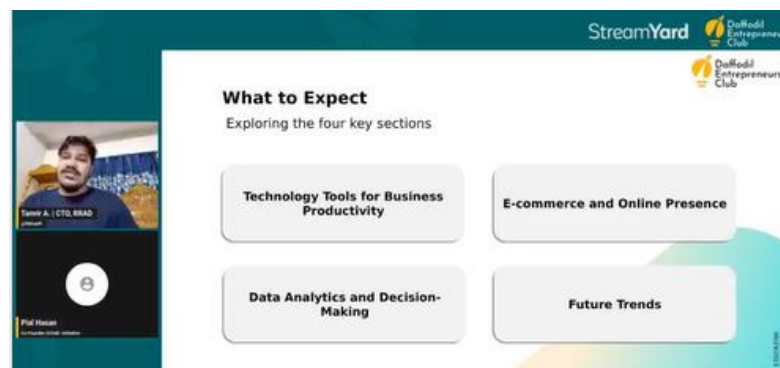 StreamYard
Daffodil
Entrepreneurs
Club
Daffodil
Entrepreneurs
Club
What to Expect
Exploring the four key sections
Technology Tools for Business
Productivity
E-commerce and Online Presence
Data Analytics and Decision-
Making
Future Trends
Tanvir A. | CTO, RRAD
Pial Hasan